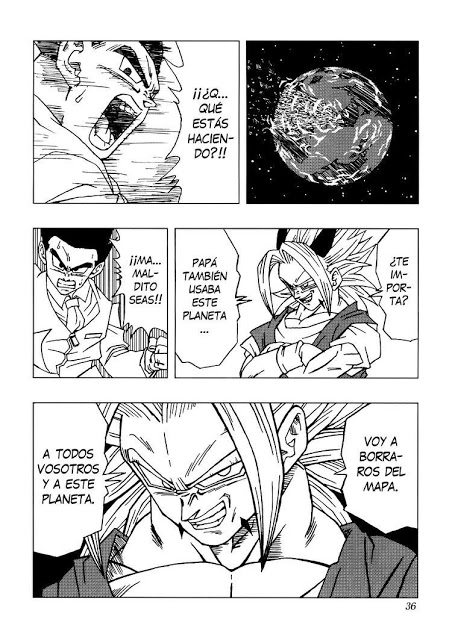 ¡¡¿Q...
QUÉ
ESTÁS
HACIEN-
DO?!!
¿TE
IM-
POR-
TA?
PAPÁ
TAMBIÉN
USABA
ESTE
PLANETA
...
¡¡MA...
MAL-
DITO
SEAS!!
VOY A
BORRA-
ROS DEL
MAPA.
A TODOS
VOSOTROS
Y A ESTE
PLANETA.
36